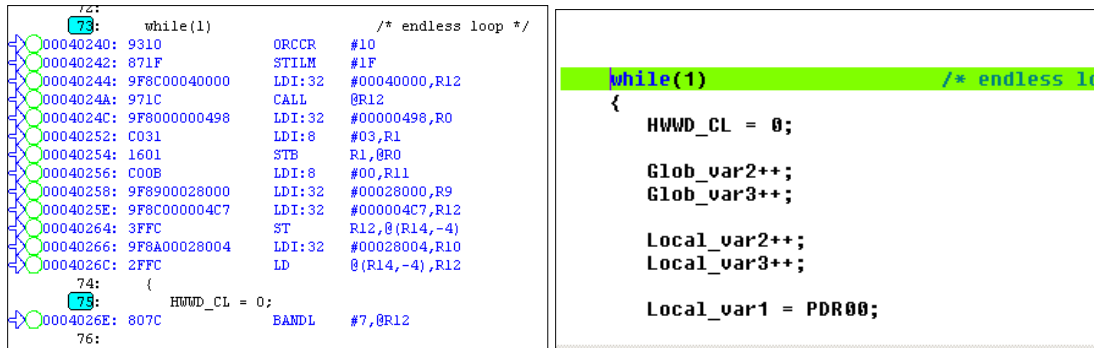 72:
73: while(1) /* endless loop */
00040240: 9310 ORCCR #10
00040242: 871F STILM #1F
00040244: 9F8C00040000 LDI:32 #00040000,R12
0004024A: 971C CALL @R12
0004024C: 9F8000000498 LDI:32 #00000498,R0
00040252: C031 LDI:8 #03,R1
00040254: 1601 STB R1,@R0
00040256: C00B LDI:8 #00,R11
00040258: 9F8900028000 LDI:32 #00028000,R9
0004025E: 9F8C000004C7 LDI:32 #000004C7,R12
00040264: 3FFC ST R12,@(R14,-4)
00040266: 9F8A00028004 LDI:32 #00028004,R10
0004026C: 2FFC LD @(R14,-4),R12
74: {
75: HWWD_CL = 0;
0004026E: 807C BANDL #7,@R12
76:
while(1) /* endless lo
{
HWWD_CL = 0;
Glob_var2++;
Glob_var3++;
Local_var2++;
Local_var3++;
Local_var1 = PDR00;